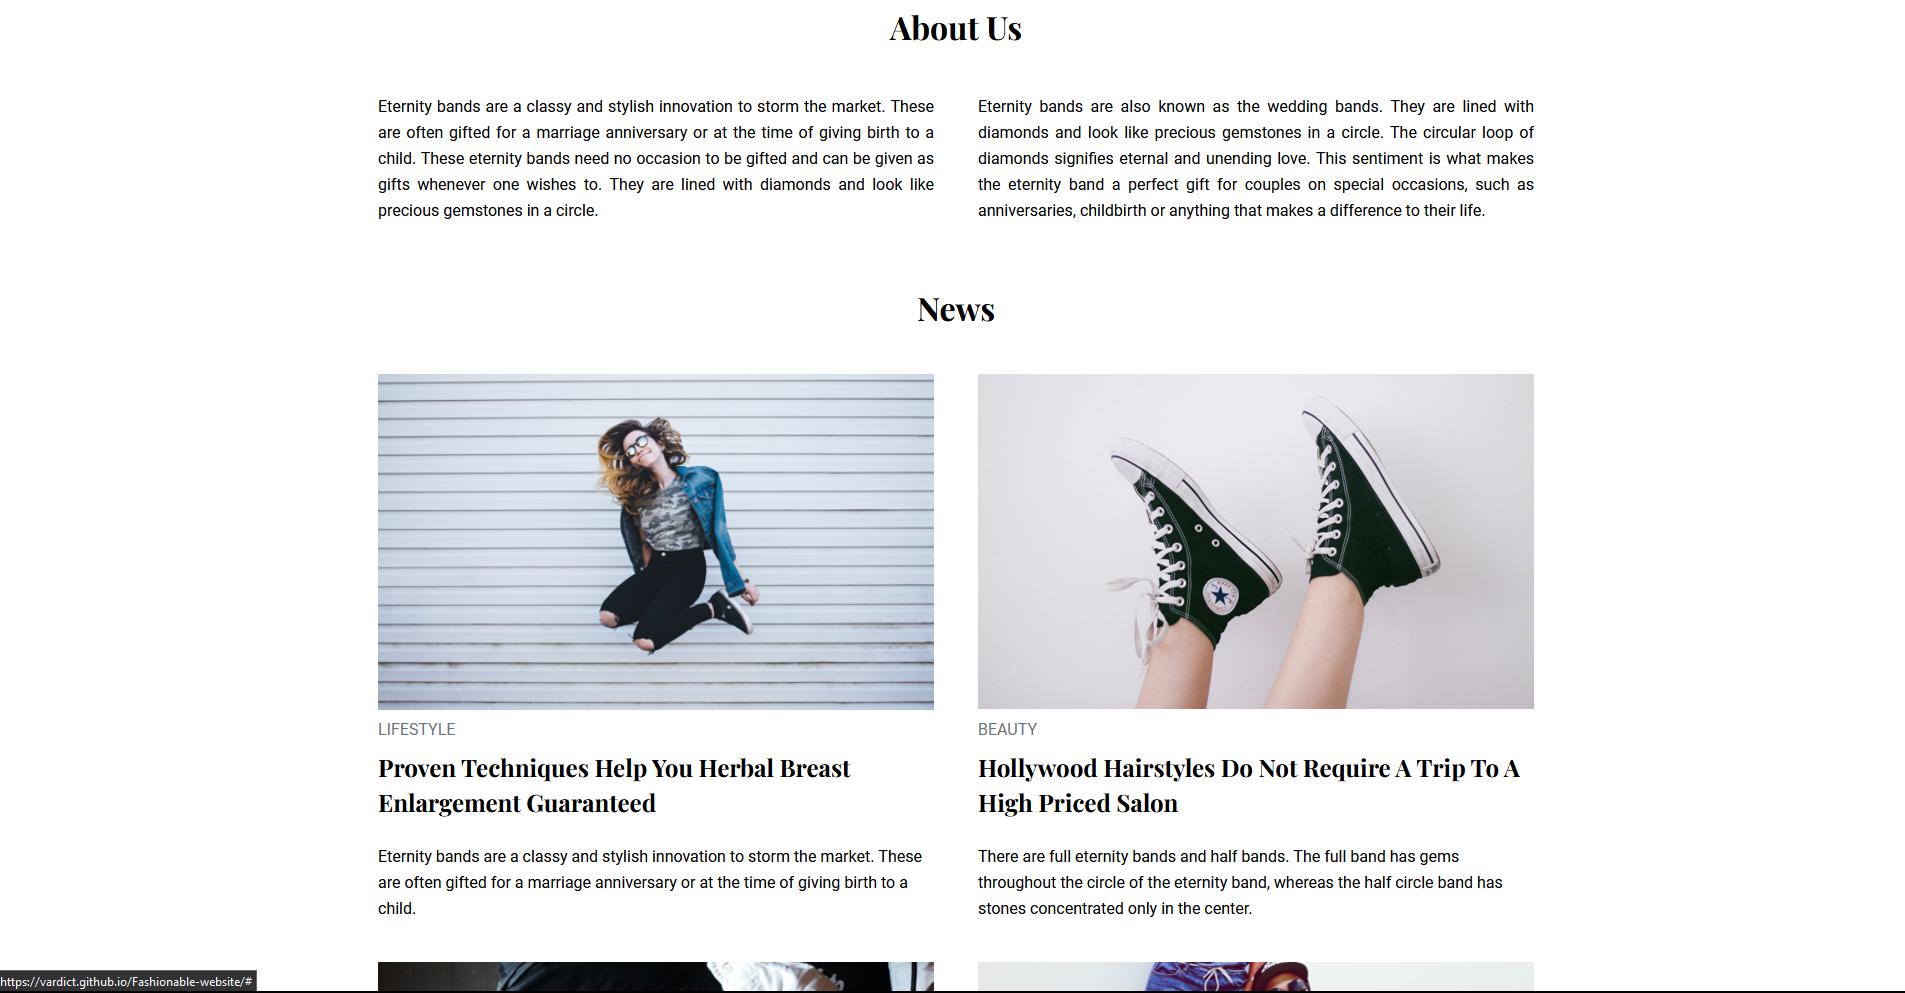 About Us
Eternity bands are a classy and stylish innovation to storm the market. These
are often gifted for a marriage anniversary or at the time of giving birth to a
child. These eternity bands need no occasion to be gifted and can be given as
gifts whenever one wishes to. They are lined with diamonds and look like
precious gemstones in a circle.
Eternity bands are also known as the wedding bands. They are lined with
diamonds and look like precious gemstones in a circle. The circular loop of
diamonds signifies eternal and unending love. This sentiment is what makes
the eternity band a perfect gift for couples on special occasions, such as
anniversaries, childbirth or anything that makes a difference to their life.
News
LIFESTYLE
Proven Techniques Help You Herbal Breast
Enlargement Guaranteed
Eternity bands are a classy and stylish innovation to storm the market. These
are often gifted for a marriage anniversary or at the time of giving birth to a
child.
BEAUTY
Hollywood Hairstyles Do Not Require A Trip To A
High Priced Salon
There are full eternity bands and half bands. The full band has gems
throughout the circle of the eternity band, whereas the half circle band has
stones concentrated only in the center.
https://vardict.github.io/Fashionable-website/#